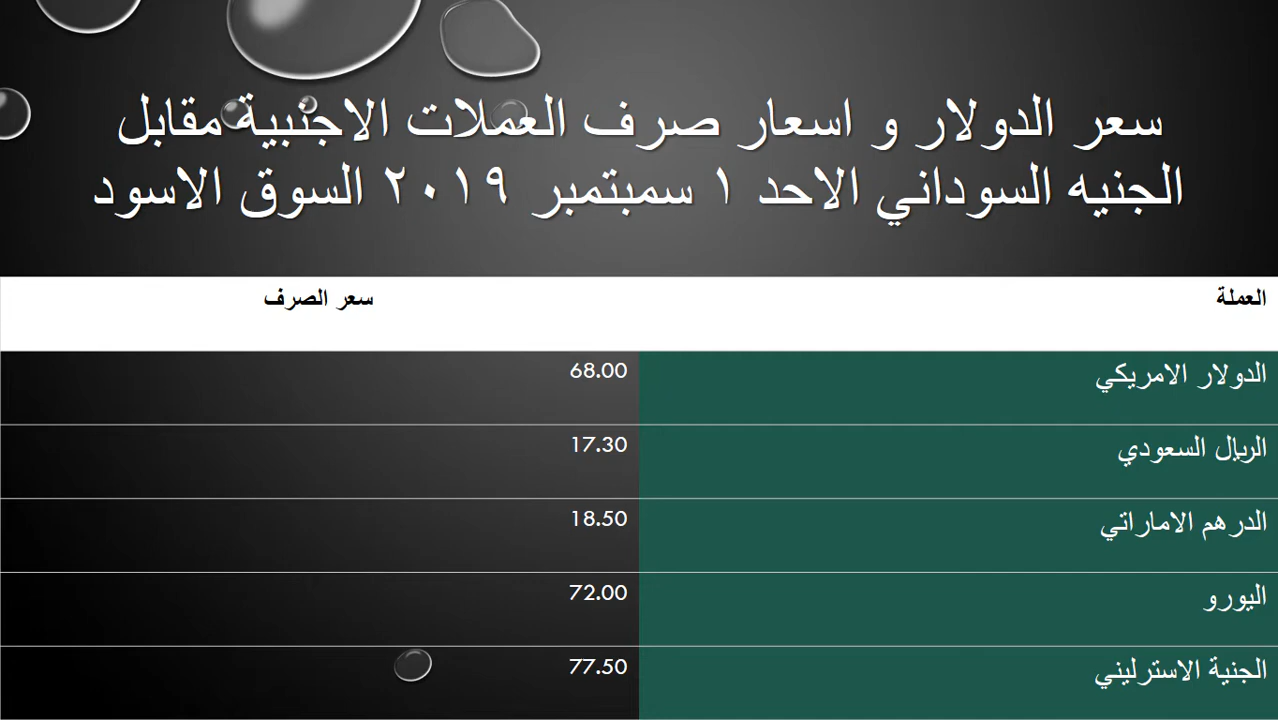 سعر الدولار و اسعار صرف العملات الاجنبية مقابل
الجنيه السوداني الاحد ١ سمبتمبر ٢٠١٩ السوق الاسود
العملة سعر الصرف
الدولار الامريكي 68.00
الريال السعودي 17.30
الدرهم الاماراتي 18.50
اليورو 72.00
الجنية الاسترليني 77.50